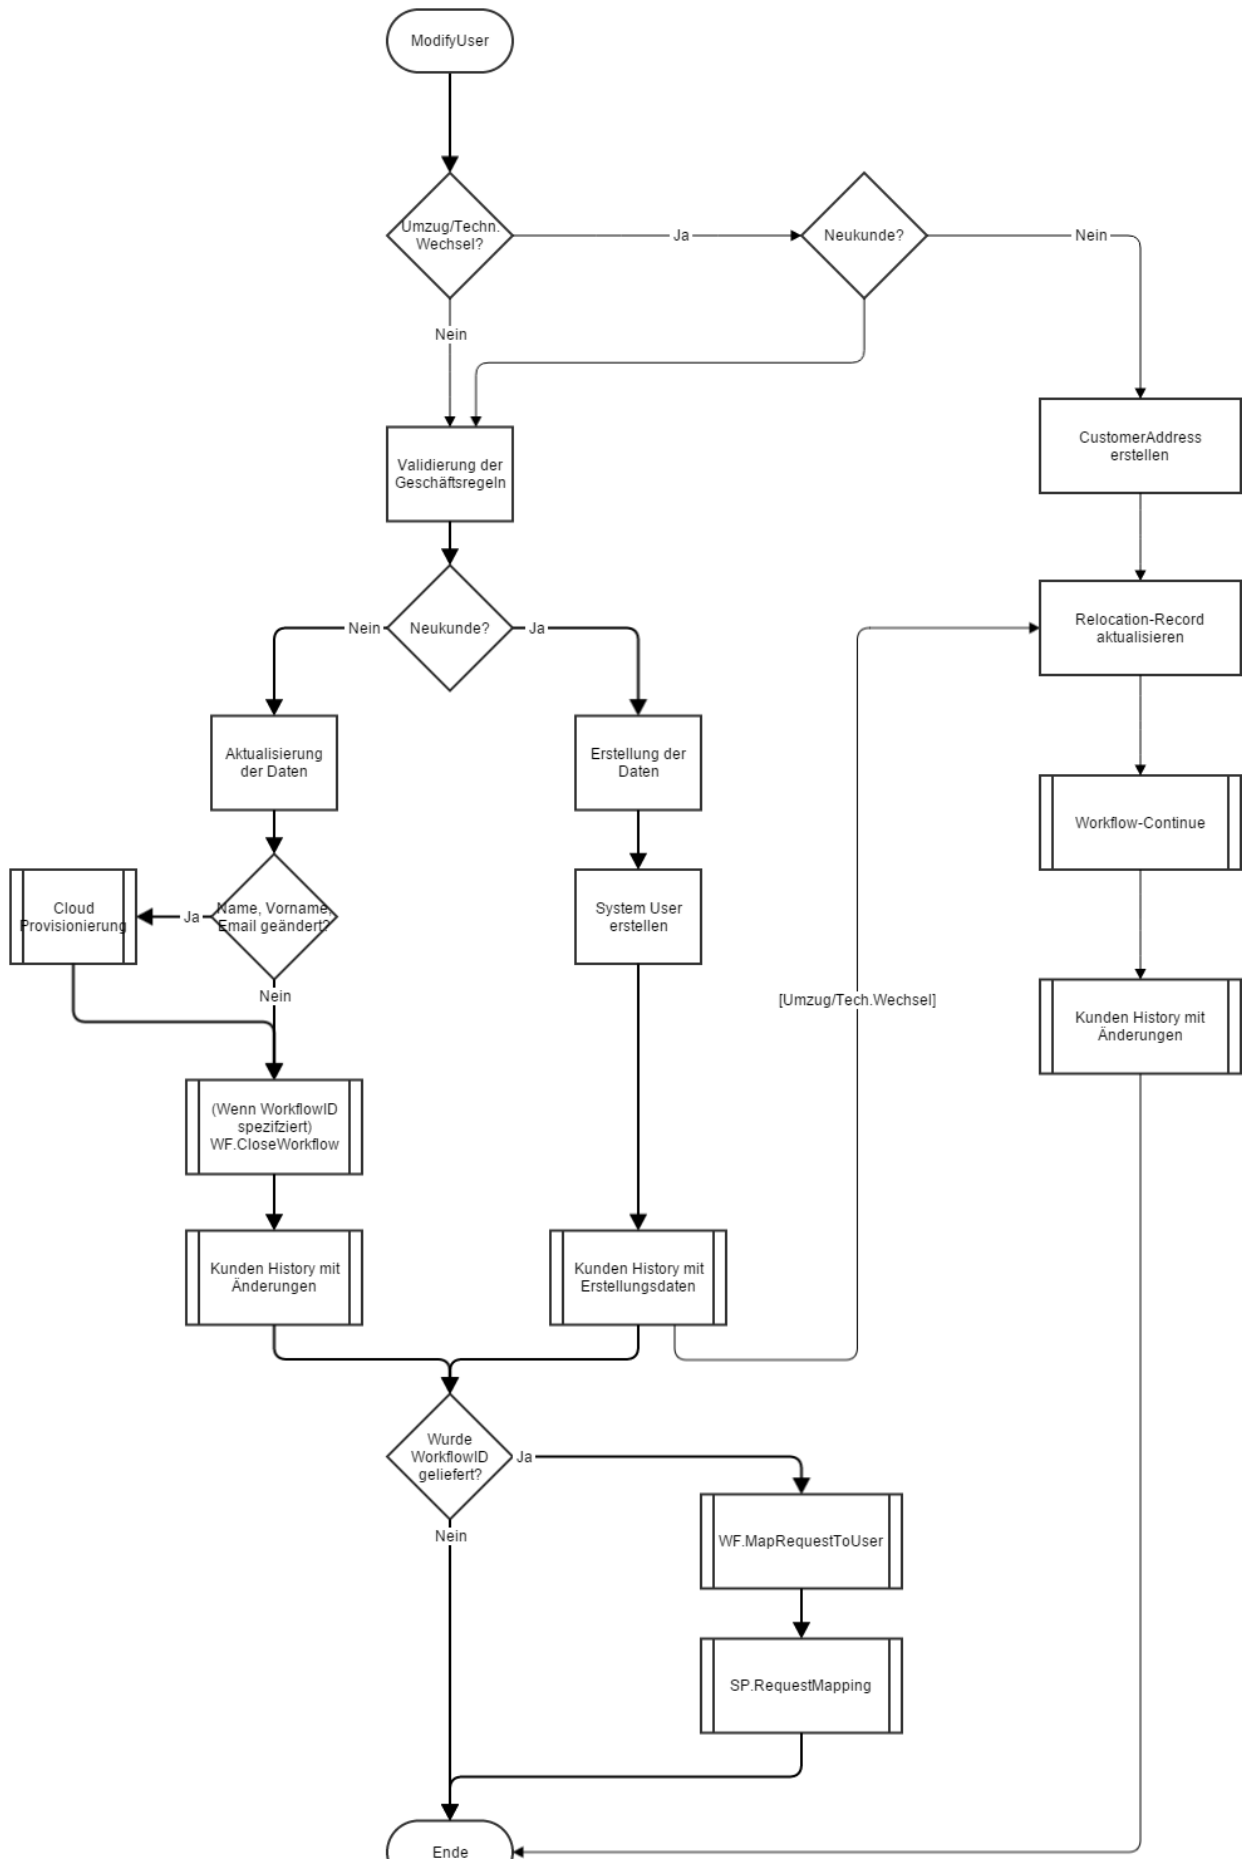 ModifyUser
Umzug/Techn.
Wechsel?
Ja
Neukunde?
Nein
Nein
CustomerAddress
erstellen
Validierung der
Geschäftsregeln
Nein
Neukunde?
Ja
Relocation-Record
aktualisieren
Aktualisierung
der Daten
Erstellung der
Daten
Workflow-Continue
Cloud
Provisionierung
Ja
Name, Vorname,
Email geändert?
System User
erstellen
Nein
[Umzug/Tech.Wechsel]
Kunden History mit
Änderungen
(Wenn WorkflowID
spezifziert)
WF.CloseWorkflow
Kunden History mit
Änderungen
Kunden History mit
Erstellungsdaten
Wurde
WorkflowID
geliefert?
Ja
Nein
WF.MapRequestToUser
SP.RequestMapping
Ende